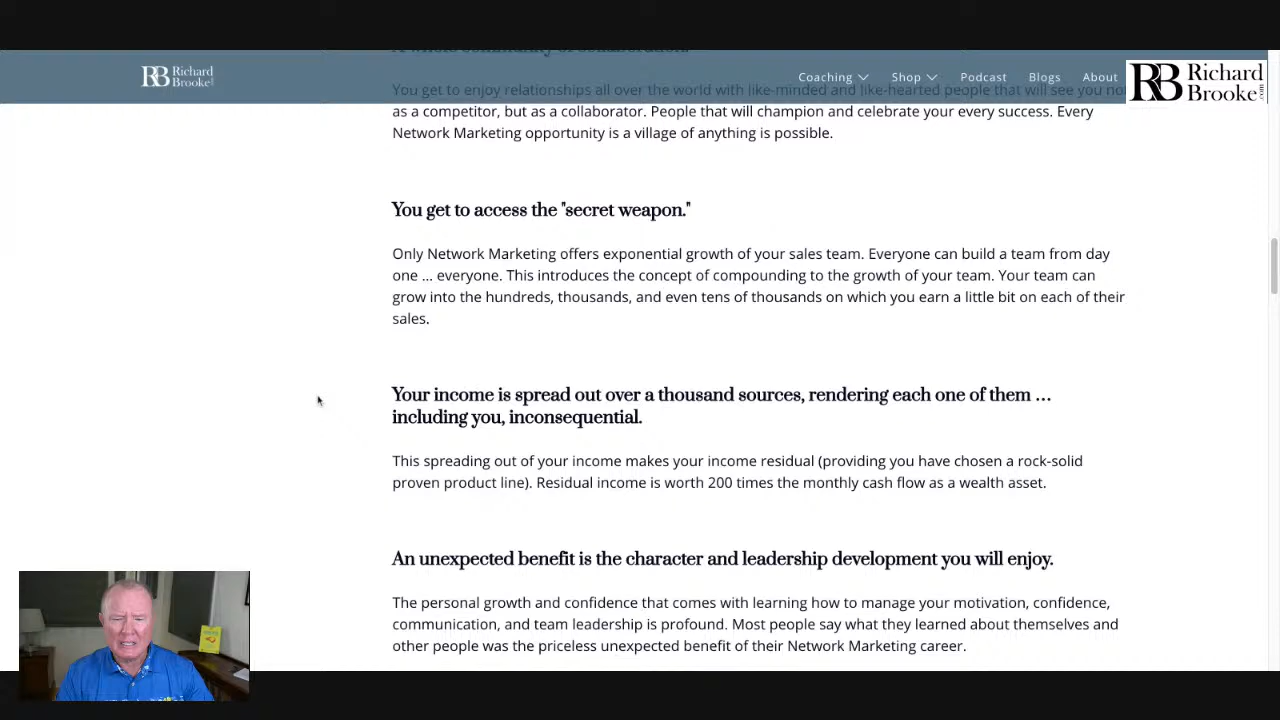 A whole community of collaboration.
RB Richard Brooke
Coaching
Shop
Podcast
Blogs
About
RB Richard Brooke.com
You get to enjoy relationships all over the world with like-minded and like-hearted people that will see you not
as a competitor, but as a collaborator. People that will champion and celebrate your every success. Every
Network Marketing opportunity is a village of anything is possible.
You get to access the "secret weapon."
Only Network Marketing offers exponential growth of your sales team. Everyone can build a team from day
one ... everyone. This introduces the concept of compounding to the growth of your team. Your team can
grow into the hundreds, thousands, and even tens of thousands on which you earn a little bit on each of their
sales.
Your income is spread out over a thousand sources, rendering each one of them ...
including you, inconsequential.
This spreading out of your income makes your income residual (providing you have chosen a rock-solid
proven product line). Residual income is worth 200 times the monthly cash flow as a wealth asset.
An unexpected benefit is the character and leadership development you will enjoy.
The personal growth and confidence that comes with learning how to manage your motivation, confidence,
communication, and team leadership is profound. Most people say what they learned about themselves and
other people was the priceless unexpected benefit of their Network Marketing career.